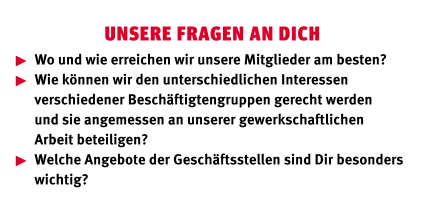 UNSERE FRAGEN AN DICH
▶ Wo und wie erreichen wir unsere Mitglieder am besten?
▶ Wie können wir den unterschiedlichen Interessen
verschiedener Beschäftigtengruppen gerecht werden
und sie angemessen an unserer gewerkschaftlichen
Arbeit beteiligen?
▶ Welche Angebote der Geschäftsstellen sind Dir besonders
wichtig?